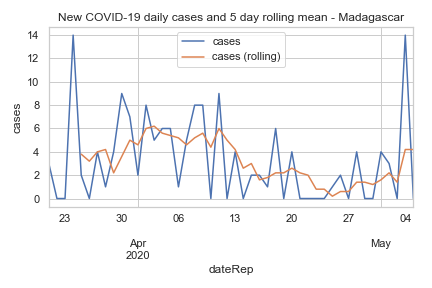 New COVID-19 daily cases and 5 day rolling mean - Madagascar
cases
cases (rolling)
14
12
10
8
6
4
2
0
cases
23
30
06
13
20
27
04
Apr
2020
May
dateRep